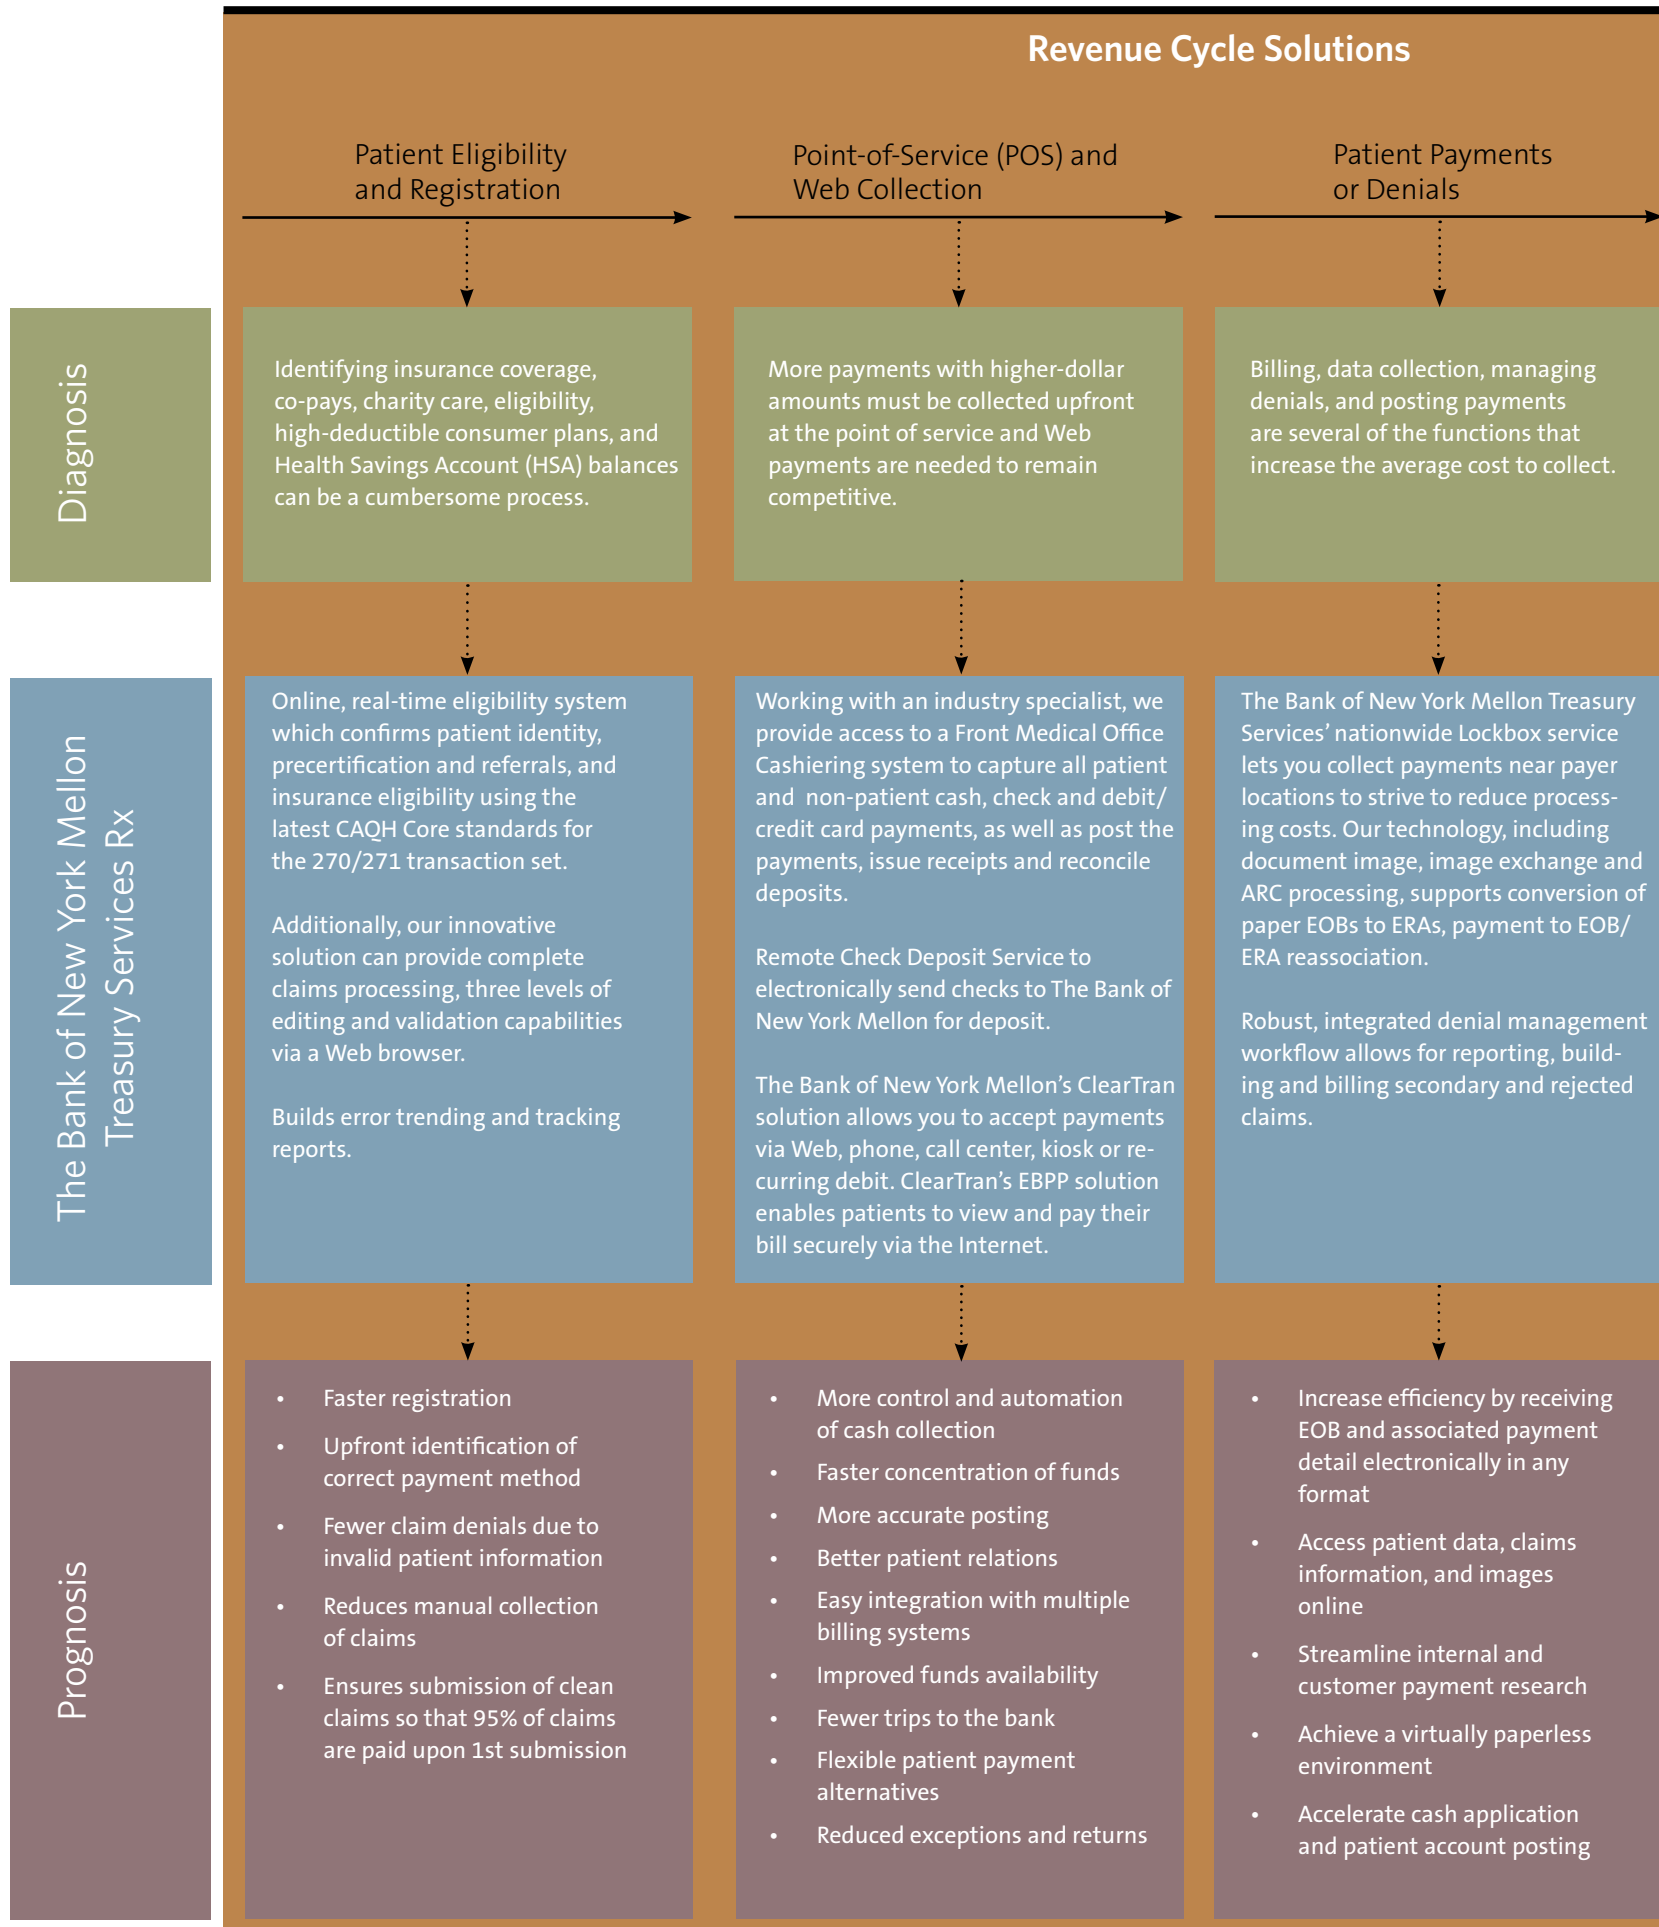 Revenue Cycle Solutions
Patient Eligibility
and Registration
Point-of-Service (POS) and
Web Collection
Patient Payments
or Denials
Diagnosis
Identifying insurance coverage,
co-pays, charity care, eligibility,
high-deductible consumer plans, and
Health Savings Account (HSA) balances
can be a cumbersome process.
More payments with higher-dollar
amounts must be collected upfront
at the point of service and Web
payments are needed to remain
competitive.
Billing, data collection, managing
denials, and posting payments
are several of the functions that
increase the average cost to collect.
The Bank of New York Mellon
Treasury Services Rx
Online, real-time eligibility system
which confirms patient identity,
precertification and referrals, and
insurance eligibility using the
latest CAQH Core standards for
the 270/271 transaction set.
Additionally, our innovative
solution can provide complete
claims processing, three levels of
editing and validation capabilities
via a Web browser.
Builds error trending and tracking
reports.
Working with an industry specialist, we
provide access to a Front Medical Office
Cashiering system to capture all patient
and  non-patient cash, check and debit/
credit card payments, as well as post the
payments, issue receipts and reconcile
deposits.
Remote Check Deposit Service to
electronically send checks to The Bank of
New York Mellon for deposit.
The Bank of New York Mellon’s ClearTran
solution allows you to accept payments
via Web, phone, call center, kiosk or re-
curring debit. ClearTran’s EBPP solution
enables patients to view and pay their
bill securely via the Internet.
The Bank of New York Mellon Treasury
Services’ nationwide Lockbox service
lets you collect payments near payer
locations to strive to reduce process-
ing costs. Our technology, including
document image, image exchange and
ARC processing, supports conversion of
paper EOBs to ERAs, payment to EOB/
ERA reassociation.
Robust, integrated denial management
workflow allows for reporting, build-
ing and billing secondary and rejected
claims.
Prognosis
• Faster registration
• Upfront identification of
correct payment method
• Fewer claim denials due to
invalid patient information
• Reduces manual collection
of claims
• Ensures submission of clean
claims so that 95% of claims
are paid upon 1st submission
• More control and automation
of cash collection
• Faster concentration of funds
• More accurate posting
• Better patient relations
• Easy integration with multiple
billing systems
• Improved funds availability
• Fewer trips to the bank
• Flexible patient payment
alternatives
• Reduced exceptions and returns
• Increase efficiency by receiving
EOB and associated payment
detail electronically in any
format
• Access patient data, claims
information, and images
online
• Streamline internal and
customer payment research
• Achieve a virtually paperless
environment
• Accelerate cash application
and patient account posting